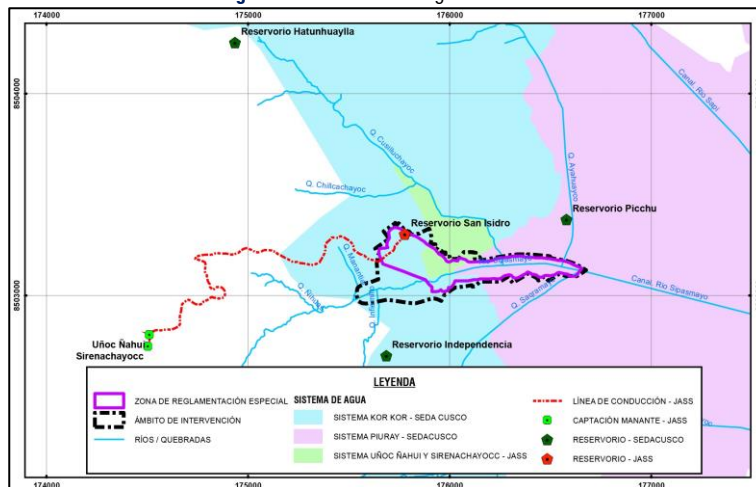 174000 175000 176000 177000
Reservorio Hatunhuaylla
8504000
8504000
Canal. Rio Sapi
Q. Cusilluchayoc
Q. Chillcachayoc
Q. Ayahuayco
Reservorio Picchu
Reservorio San Isidro
8503000
8503000
Canal. Rio Sipasmayo
Uñoc Ñahui
Sirenachayocc
Reservorio Independencia
LEYENDA
ZONA DE REGLAMENTACIÓN ESPECIAL
ÁMBITO DE INTERVENCIÓN
RÍOS / QUEBRADAS
SISTEMA DE AGUA
SISTEMA KOR KOR - SEDA CUSCO
SISTEMA PIURAY - SEDACUSCO
SISTEMA UÑOC ÑAHUI Y SIRENACHAYOCC - JASS
LÍNEA DE CONDUCCIÓN - JASS
CAPTACIÓN MANANTE - JASS
RESERVORIO - SEDACUSCO
RESERVORIO - JASS
174000 175000 176000 177000